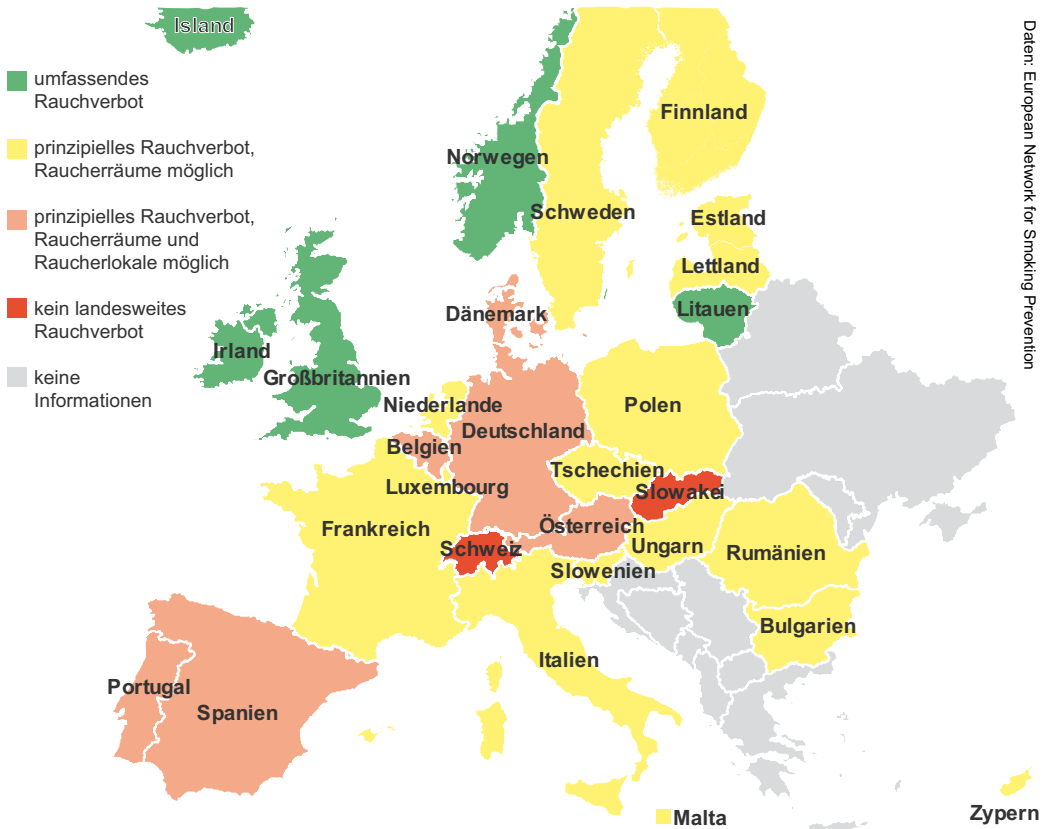 Island
umfassendes
Rauchverbot
prinzipielles Rauchverbot,
Raucherräume möglich
prinzipielles Rauchverbot,
Raucherräume und
Raucherlokale möglich
kein landesweites
Rauchverbot
keine
Informationen
Daten: European Network for Smoking Prevention
Finnland
Norwegen
Schweden
Estland
Lettland
Litauen
Dänemark
Irland
Großbritannien
Niederlande
Polen
Deutschland
Belgien
Tschechien
Luxembourg
Slowakei
Frankreich
Österreich
Schweiz
Ungarn
Rumänien
Slowenien
Bulgarien
Italien
Portugal
Spanien
Malta
Zypern